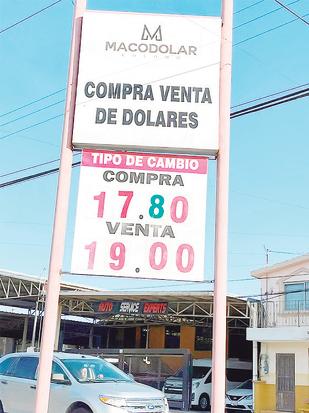 MACODOLAR
COMPRA VENTA
DE DOLARES
TIPO DE CAMBIO
COMPRA
17.80
VENTA
19.00
AUTO SERVICE EXPERTS